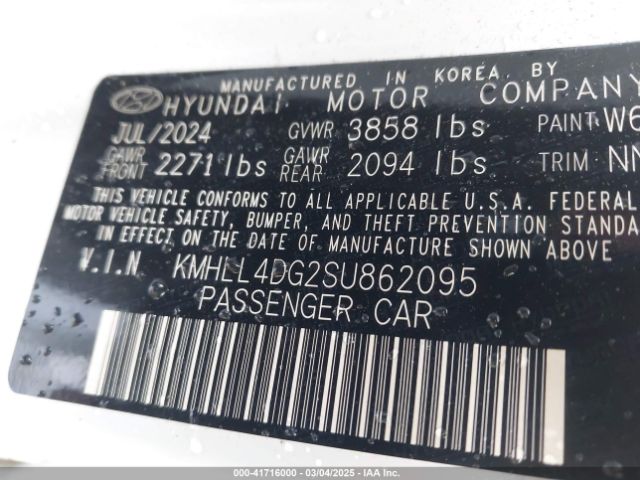 MANUFACTURED IN KOREA BY
HYUNDAI MOTOR COMPANY
JUL/2024 GVWR 3858 lbs PAINT W6
GAWR FRONT 2271 lbs GAWR REAR 2094 lbs TRIM NN
THIS VEHICLE CONFORMS TO ALL APPLICABLE U.S.A. FEDERAL
MOTOR VEHICLE SAFETY, BUMPER, AND THEFT PREVENTION STANDA
IN EFFECT ON THE DATE OF MANUFACTURE SHOWN ABOVE
V.I.N KMHLL4DG2SU862095
PASSENGER CAR
000-41716000 - 03/04/2025 - IAAI.COM